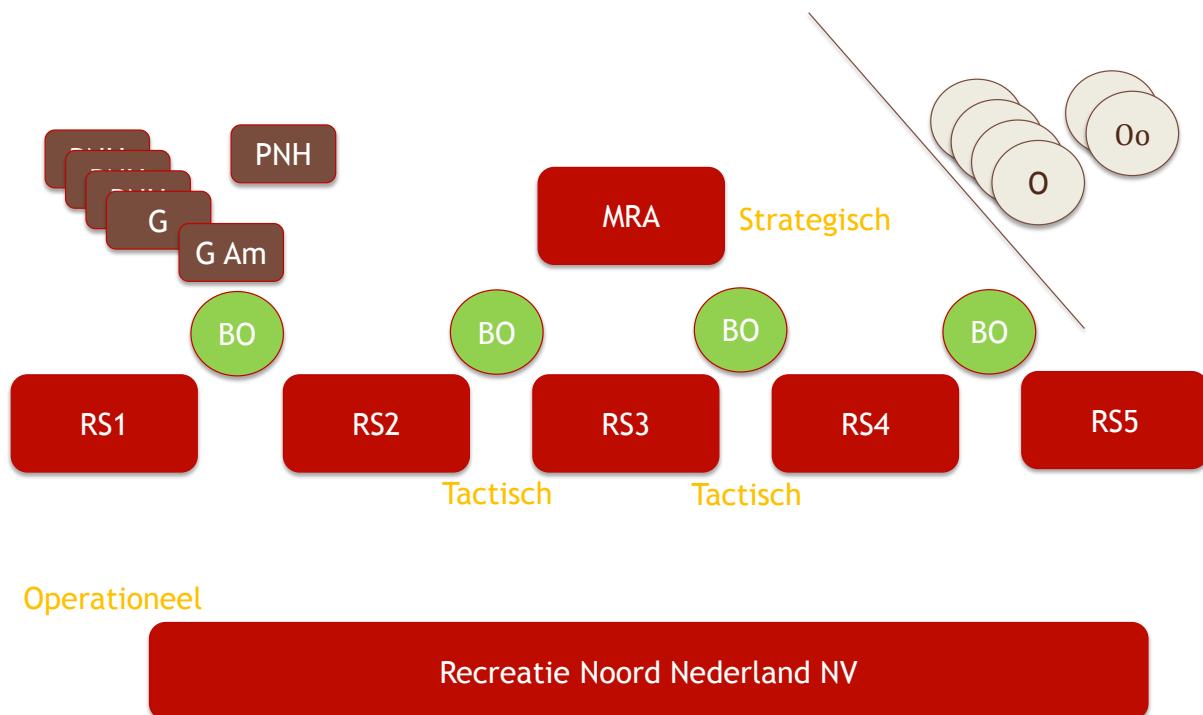 PNH
G
G Am
MRA
Strategisch
O
Oo
BO
BO
BO
BO
RS1
RS2
RS3
RS4
RS5
Tactisch
Tactisch
Operationeel
Recreatie Noord Nederland NV